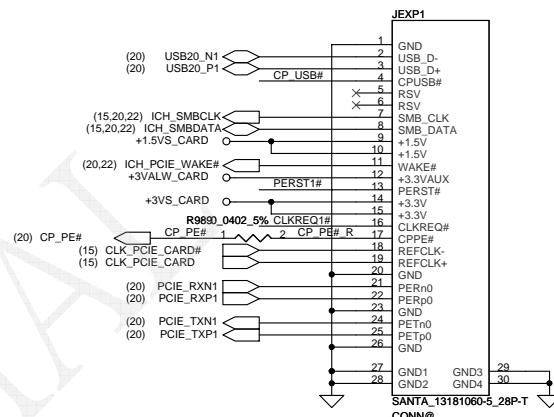 JEXP1
1 GND
(20) USB20_N1 2 USB_D-
(20) USB20_P1 3 USB_D+
CP_USB# 4 CPUSB#
5 RSV
6 RSV
(15,20,22) ICH_SMBCLK 7 SMB_CLK
(15,20,22) ICH_SMBDATA 8 SMB_DATA
+1.5VS_CARD 9 +1.5V
10 +1.5V
(20,22) ICH_PCIE_WAKE# 11 WAKE#
+3VALW_CARD 12 +3.3VAUX
PERST1# 13 PERST#
+3VS_CARD 14 +3.3V
15 +3.3V
CLKREQ1# 16 CLKREQ#
0_0402_5%
(20) CP_PE# CP_PE# 1 2 CP_PE#_R 17 CPPE#
(15) CLK_PCIE_CARD# 18 REFCLK-
(15) CLK_PCIE_CARD 19 REFCLK+
20 GND
(20) PCIE_RXN1 21 PERn0
(20) PCIE_RXP1 22 PERp0
23 GND
(20) PCIE_TXN1 24 PETn0
(20) PCIE_TXP1 25 PETp0
26 GND
27 GND1 GND3 29
28 GND2 GND4 30
SANTA_13181060-5_28P-T
CONN@